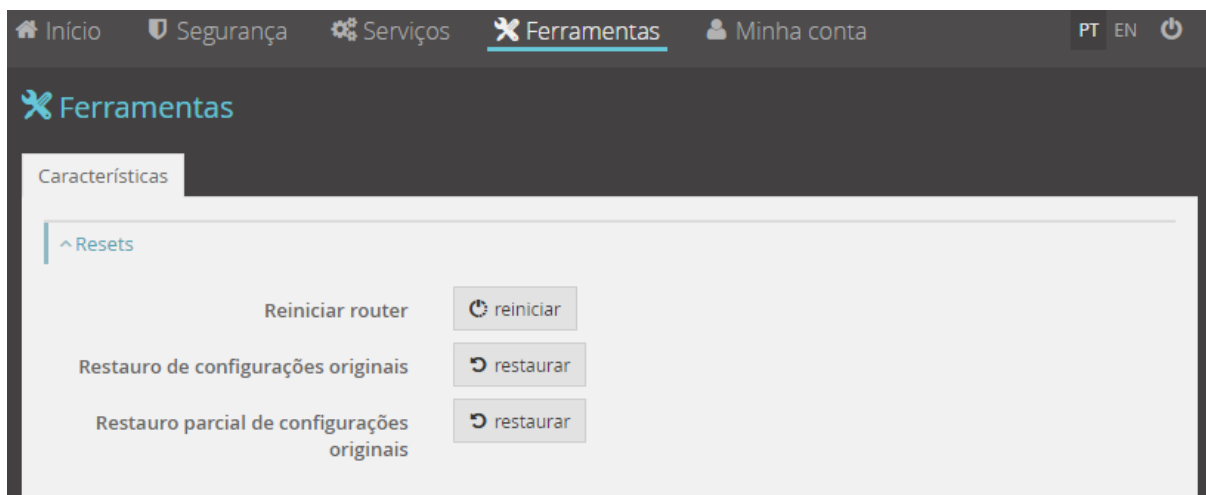 Início Segurança Serviços Ferramentas Minha conta PT EN
Ferramentas
Características
Resets
Reiniciar router reiniciar
Restauro de configurações originais restaurar
Restauro parcial de configurações restaurar
originais